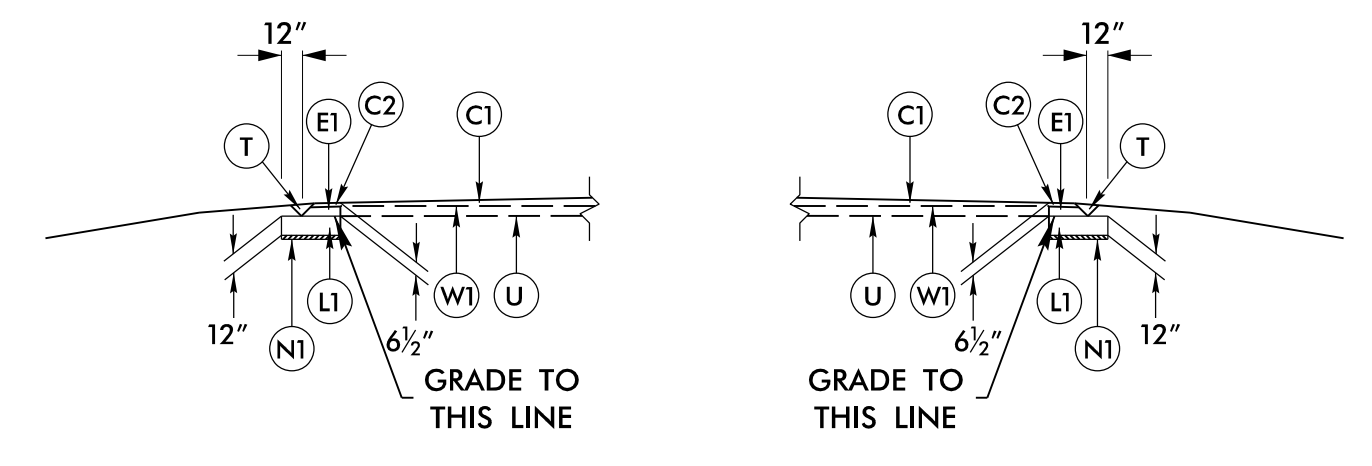 12"
12"
C2
C1
E1
T
C2
C1
E1
T
W1
U
L1
12"
N1
6½"
GRADE TO
THIS LINE
U
W1
L1
6½"
N1
12"
GRADE TO
THIS LINE